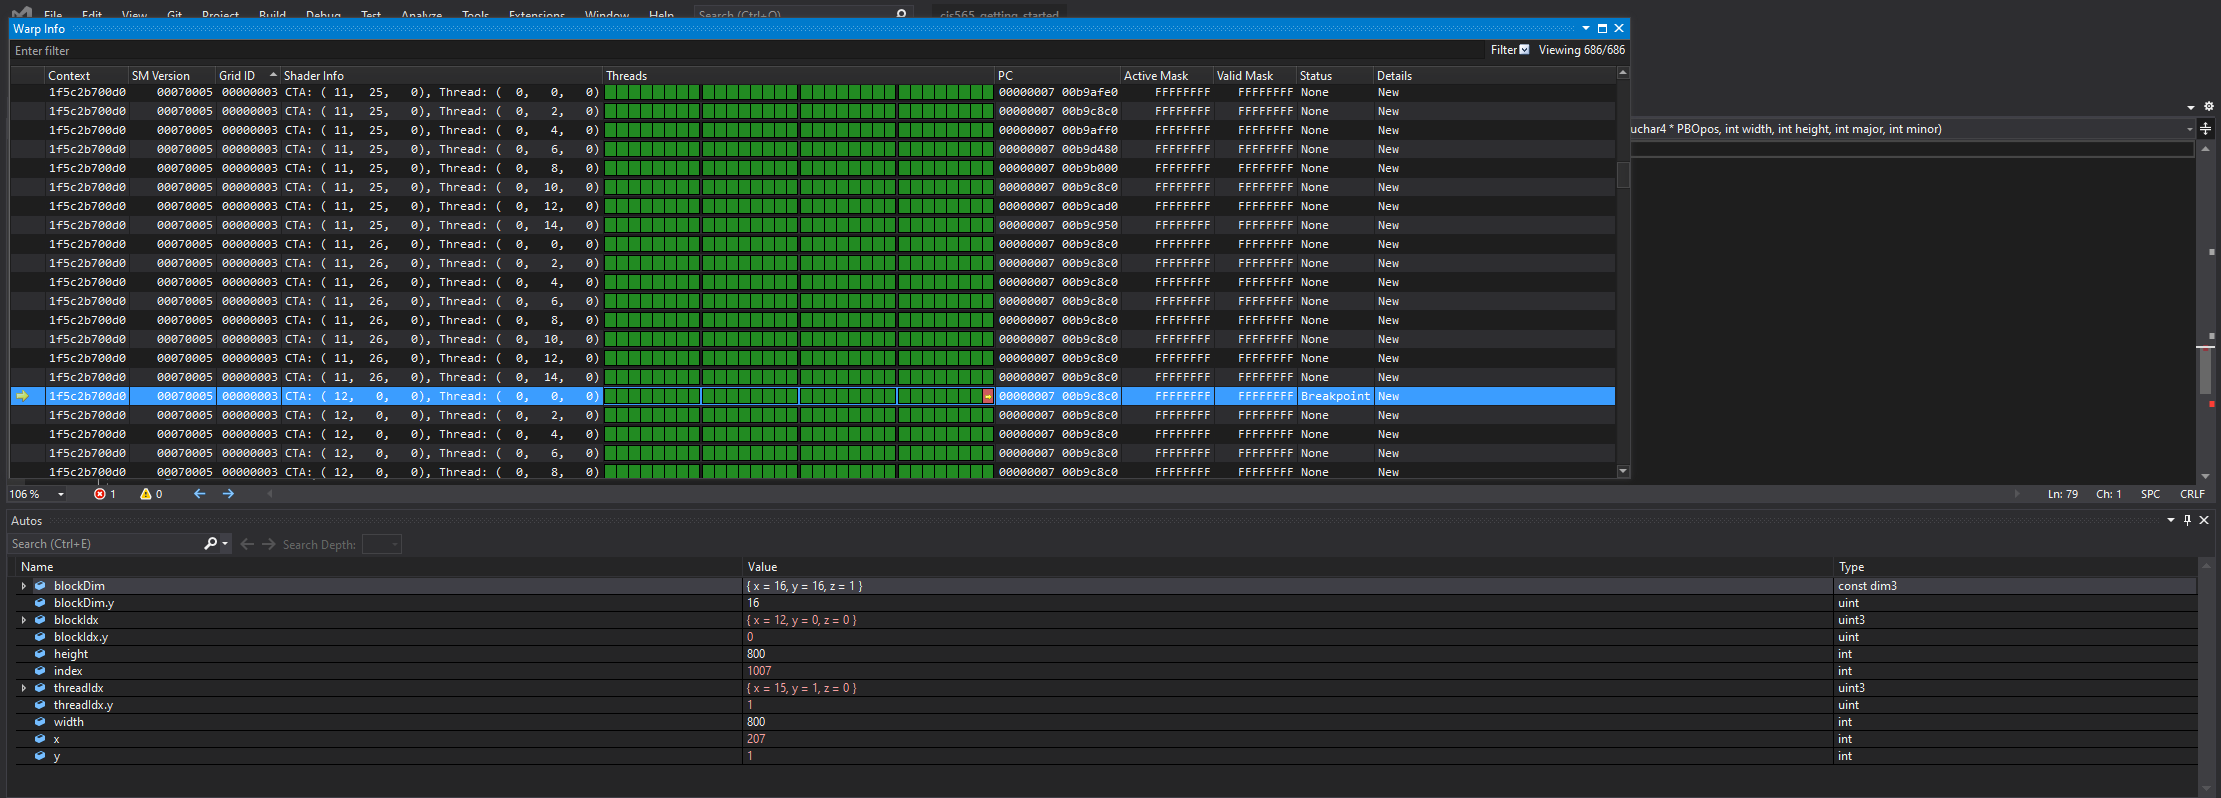 File Edit View Git Project Build Debug Test Analyze Tools Extensions Window Help Search (Ctrl+Q) cis565_getting_started
Warp Info
Enter filter Filter Viewing 686/686
Context SM Version Grid ID Shader Info Threads PC Active Mask Valid Mask Status Details
1f5c2b700d0 00070005 00000003 CTA: ( 11, 25, 0), Thread: ( 0, 0, 0) 00000007 00b9afe0 FFFFFFFF FFFFFFFF None New
1f5c2b700d0 00070005 00000003 CTA: ( 11, 25, 0), Thread: ( 0, 2, 0) 00000007 00b9c8c0 FFFFFFFF FFFFFFFF None New
uchar4 * PBOpos, int width, int height, int major, int minor)
1f5c2b700d0 00070005 00000003 CTA: ( 11, 25, 0), Thread: ( 0, 4, 0) 00000007 00b9aff0 FFFFFFFF FFFFFFFF None New
1f5c2b700d0 00070005 00000003 CTA: ( 11, 25, 0), Thread: ( 0, 6, 0) 00000007 00b9d480 FFFFFFFF FFFFFFFF None New
1f5c2b700d0 00070005 00000003 CTA: ( 11, 25, 0), Thread: ( 0, 8, 0) 00000007 00b9b000 FFFFFFFF FFFFFFFF None New
1f5c2b700d0 00070005 00000003 CTA: ( 11, 25, 0), Thread: ( 0, 10, 0) 00000007 00b9c8c0 FFFFFFFF FFFFFFFF None New
1f5c2b700d0 00070005 00000003 CTA: ( 11, 25, 0), Thread: ( 0, 12, 0) 00000007 00b9cad0 FFFFFFFF FFFFFFFF None New
1f5c2b700d0 00070005 00000003 CTA: ( 11, 25, 0), Thread: ( 0, 14, 0) 00000007 00b9c950 FFFFFFFF FFFFFFFF None New
1f5c2b700d0 00070005 00000003 CTA: ( 11, 26, 0), Thread: ( 0, 0, 0) 00000007 00b9c8c0 FFFFFFFF FFFFFFFF None New
1f5c2b700d0 00070005 00000003 CTA: ( 11, 26, 0), Thread: ( 0, 2, 0) 00000007 00b9c8c0 FFFFFFFF FFFFFFFF None New
1f5c2b700d0 00070005 00000003 CTA: ( 11, 26, 0), Thread: ( 0, 4, 0) 00000007 00b9c8c0 FFFFFFFF FFFFFFFF None New
1f5c2b700d0 00070005 00000003 CTA: ( 11, 26, 0), Thread: ( 0, 6, 0) 00000007 00b9c8c0 FFFFFFFF FFFFFFFF None New
1f5c2b700d0 00070005 00000003 CTA: ( 11, 26, 0), Thread: ( 0, 8, 0) 00000007 00b9c8c0 FFFFFFFF FFFFFFFF None New
1f5c2b700d0 00070005 00000003 CTA: ( 11, 26, 0), Thread: ( 0, 10, 0) 00000007 00b9c8c0 FFFFFFFF FFFFFFFF None New
1f5c2b700d0 00070005 00000003 CTA: ( 11, 26, 0), Thread: ( 0, 12, 0) 00000007 00b9c8c0 FFFFFFFF FFFFFFFF None New
1f5c2b700d0 00070005 00000003 CTA: ( 11, 26, 0), Thread: ( 0, 14, 0) 00000007 00b9c8c0 FFFFFFFF FFFFFFFF None New
1f5c2b700d0 00070005 00000003 CTA: ( 12, 0, 0), Thread: ( 0, 0, 0) 00000007 00b9c8c0 FFFFFFFF FFFFFFFF Breakpoint New
1f5c2b700d0 00070005 00000003 CTA: ( 12, 0, 0), Thread: ( 0, 2, 0) 00000007 00b9c8c0 FFFFFFFF FFFFFFFF None New
1f5c2b700d0 00070005 00000003 CTA: ( 12, 0, 0), Thread: ( 0, 4, 0) 00000007 00b9c8c0 FFFFFFFF FFFFFFFF None New
1f5c2b700d0 00070005 00000003 CTA: ( 12, 0, 0), Thread: ( 0, 6, 0) 00000007 00b9c8c0 FFFFFFFF FFFFFFFF None New
1f5c2b700d0 00070005 00000003 CTA: ( 12, 0, 0), Thread: ( 0, 8, 0) 00000007 00b9c8c0 FFFFFFFF FFFFFFFF None New
106 % 1 0 Ln: 79 Ch: 1 SPC CRLF
Autos
Search (Ctrl+E) Search Depth:
Name Value Type
blockDim { x = 16, y = 16, z = 1 } const dim3
blockDim.y 16 uint
blockIdx { x = 12, y = 0, z = 0 } uint3
blockIdx.y 0 uint
height 800 int
index 1007 int
threadIdx { x = 15, y = 1, z = 0 } uint3
threadIdx.y 1 uint
width 800 int
x 207 int
y 1 int